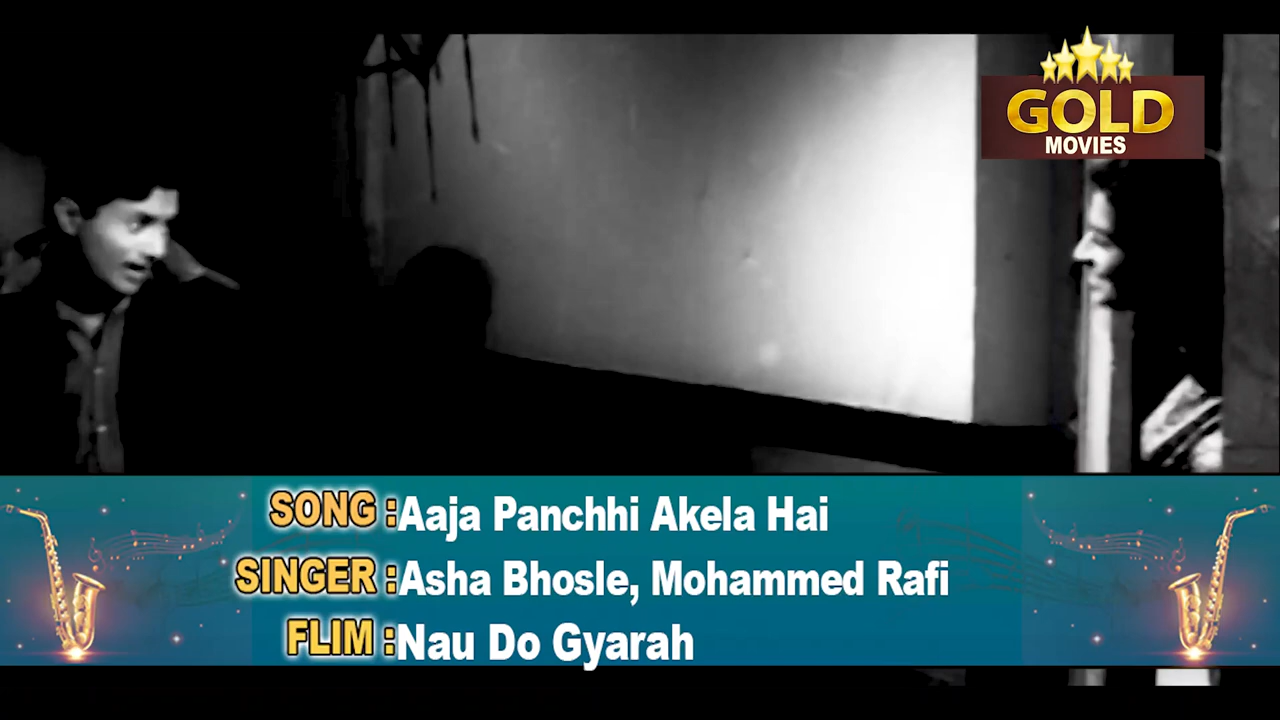 GOLD
MOVIES
SONG : Aaja Panchhi Akela Hai
SINGER : Asha Bhosle, Mohammed Rafi
FLIM : Nau Do Gyarah